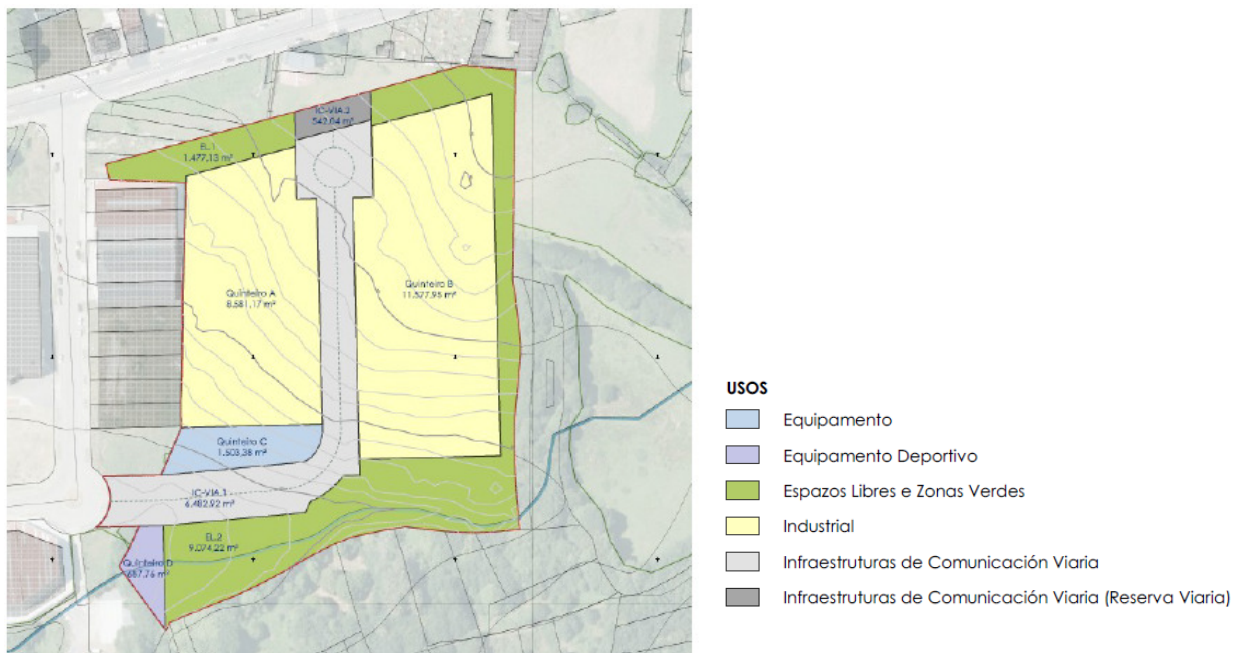 IC-VIA.2
542,04 m²
EL.1
1.477,13 m²
Quinteiro A
8.581,17 m²
Quinteiro B
11.577,95 m²
Quinteiro C
1.503,38 m²
IC-VIA.1
6.482,92 m²
EL.2
9.074,22 m²
Quinteiro D
687,76 m²
USOS
Equipamento
Equipamento Deportivo
Espazos Libres e Zonas Verdes
Industrial
Infraestruturas de Comunicación Viaria
Infraestruturas de Comunicación Viaria (Reserva Viaria)